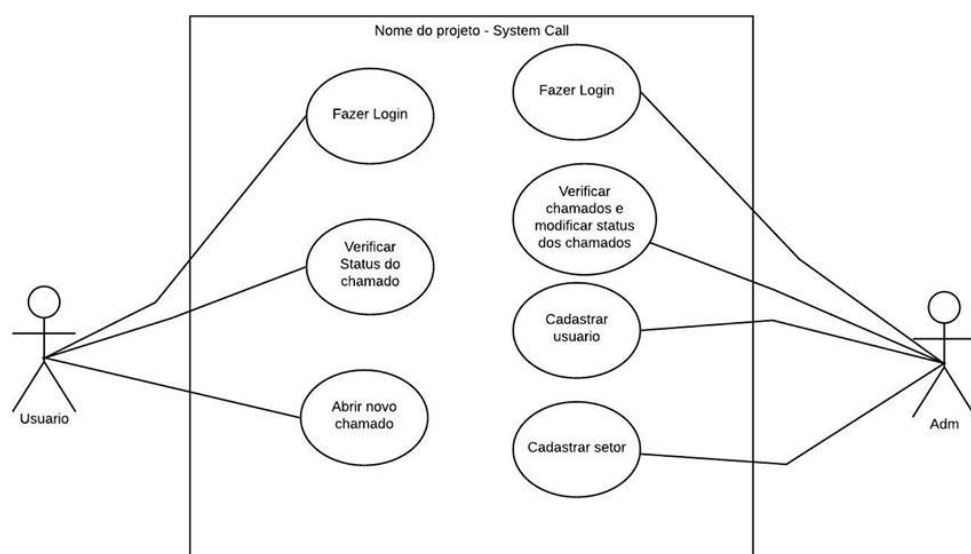 Nome do projeto - System Call
Fazer Login
Fazer Login
Verificar
chamados e
modificar status
dos chamados
Verificar
Status do
chamado
Cadastrar
usuario
Abrir novo
chamado
Cadastrar setor
Usuario
Adm